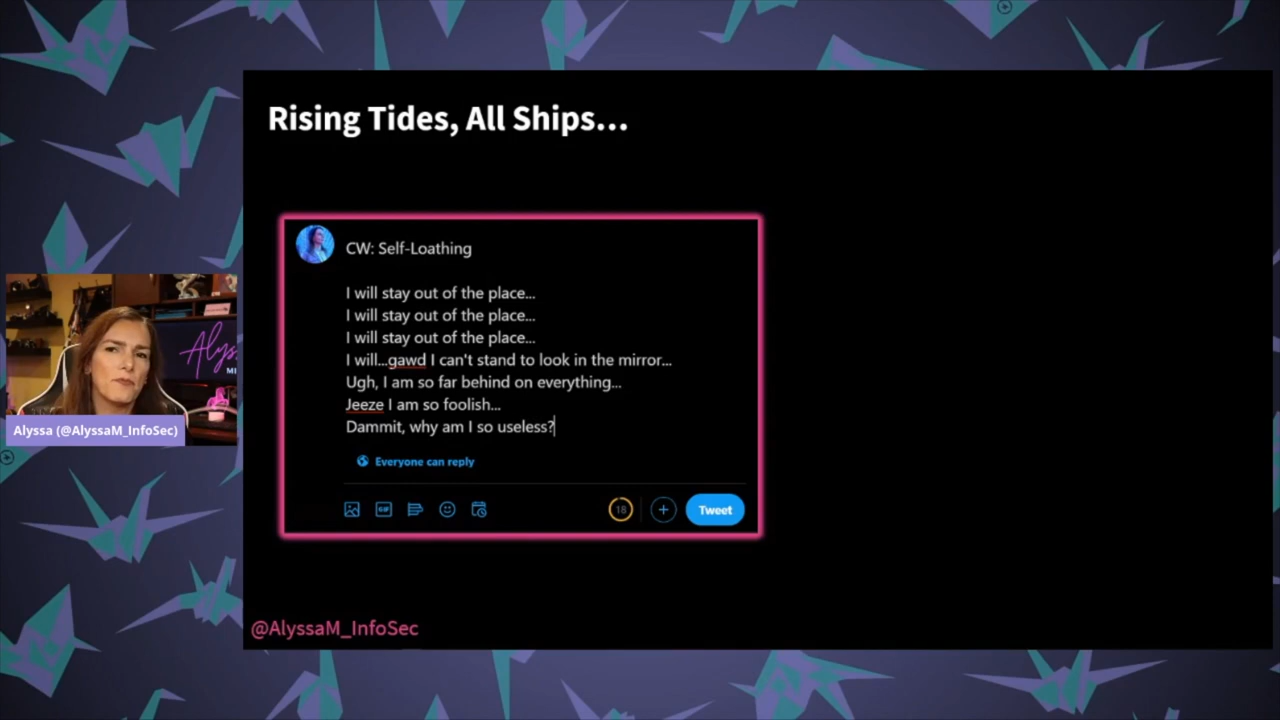 Rising Tides, All Ships...
CW: Self-Loathing
I will stay out of the place...
I will stay out of the place...
I will stay out of the place...
I will...gawd I can't stand to look in the mirror...
Ugh, I am so far behind on everything...
Jeeze I am so foolish...
Dammit, why am I so useless?
Everyone can reply
GIF
18
Tweet
Alyssa (@AlyssaM_InfoSec)
@AlyssaM_InfoSec